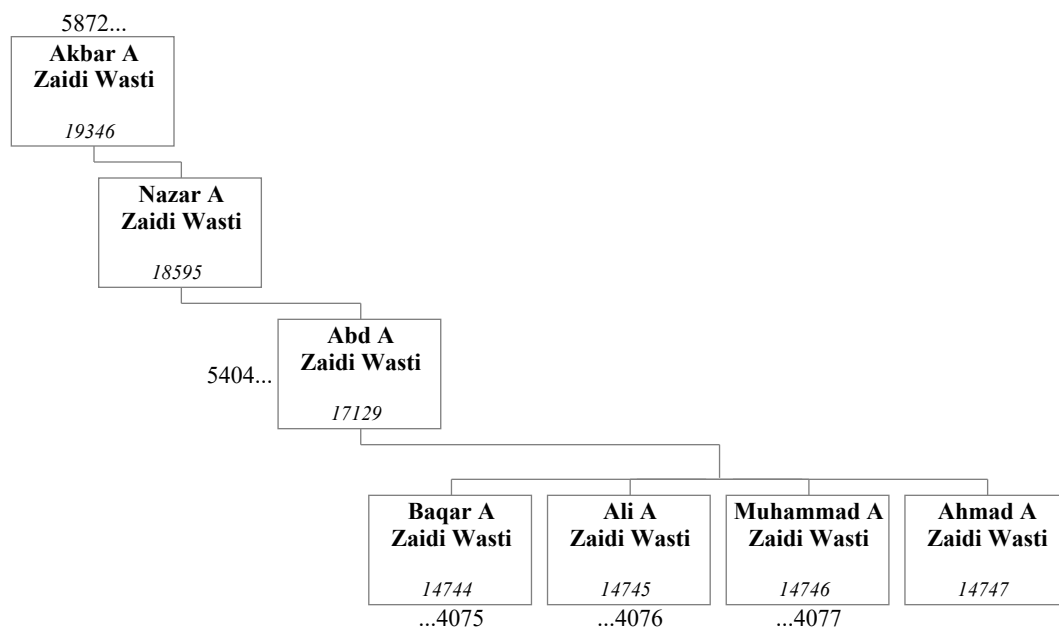 5872...
Akbar A
Zaidi Wasti
19346
Nazar A
Zaidi Wasti
18595
5404...
Abd A
Zaidi Wasti
17129
Baqar A
Zaidi Wasti
14744
...4075
Ali A
Zaidi Wasti
14745
...4076
Muhammad A
Zaidi Wasti
14746
...4077
Ahmad A
Zaidi Wasti
14747